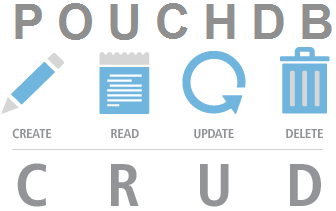 POUCHDB
CREATE READ UPDATE DELETE
C R U D